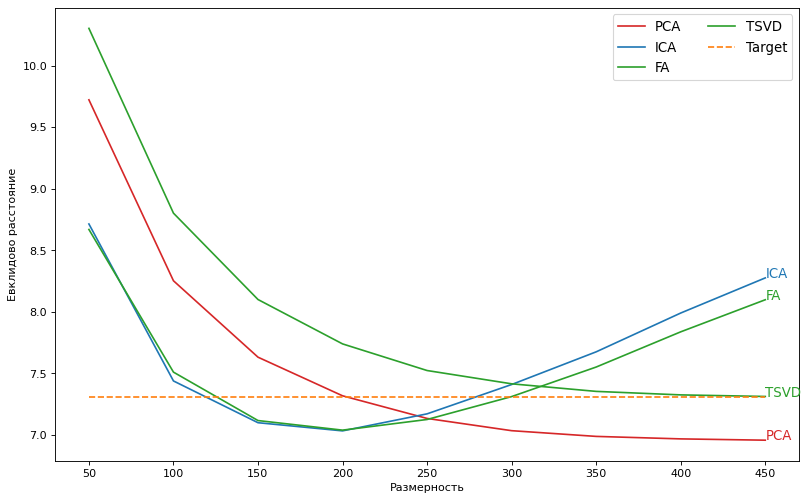 PCA
ICA
FA
TSVD
Target
10.0
9.5
9.0
8.5
8.0
7.5
7.0
Евклидово расстояние
ICA
FA
TSVD
PCA
50 100 150 200 250 300 350 400 450
Размерность